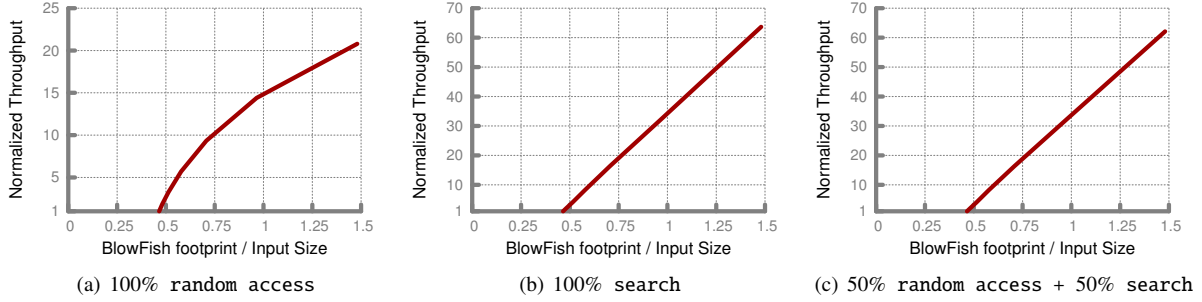 Normalized Throughput
25
20
15
10
5
1
0 0.25 0.5 0.75 1 1.25 1.5
BlowFish footprint / Input Size
(a) 100% random access
Normalized Throughput
70
60
50
40
30
20
10
1
0 0.25 0.5 0.75 1 1.25 1.5
BlowFish footprint / Input Size
(b) 100% search
Normalized Throughput
70
60
50
40
30
20
10
1
0 0.25 0.5 0.75 1 1.25 1.5
BlowFish footprint / Input Size
(c) 50% random access + 50% search